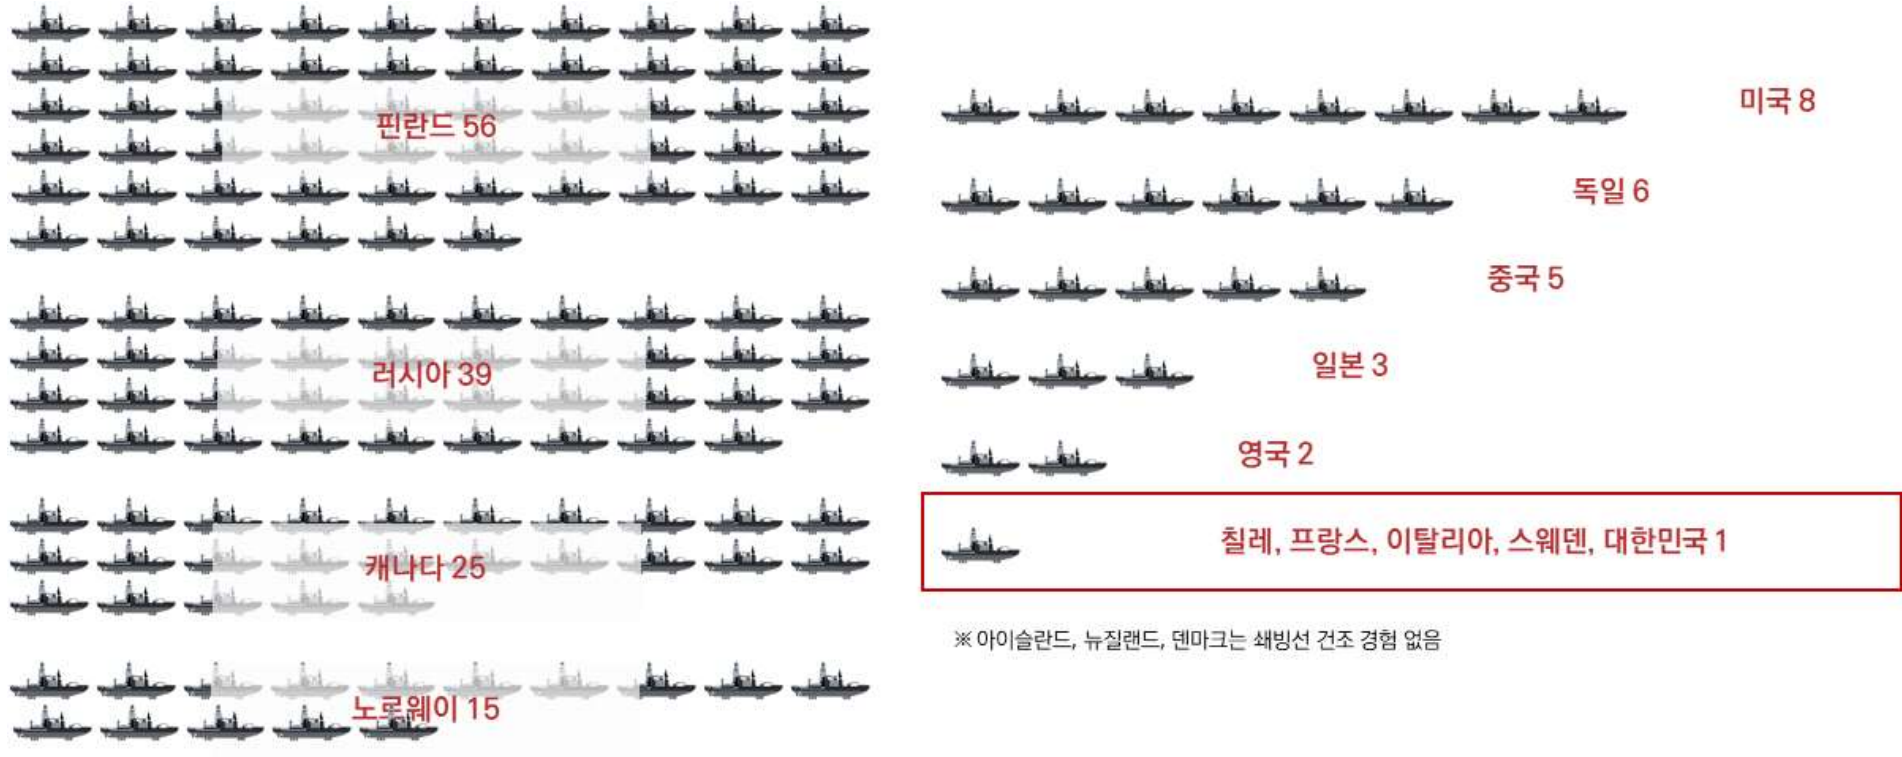 핀란드 56
러시아 39
캐나다 25
노르웨이 15
미국 8
독일 6
중국 5
일본 3
영국 2
칠레, 프랑스, 이탈리아, 스웨덴, 대한민국 1
※ 아이슬란드, 뉴질랜드, 덴마크는 쇄빙선 건조 경험 없음